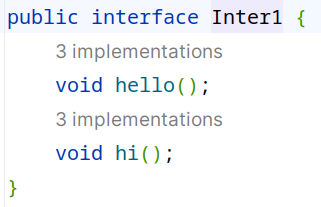 public interface Inter1 {
3 implementations
void hello();
3 implementations
void hi();
}